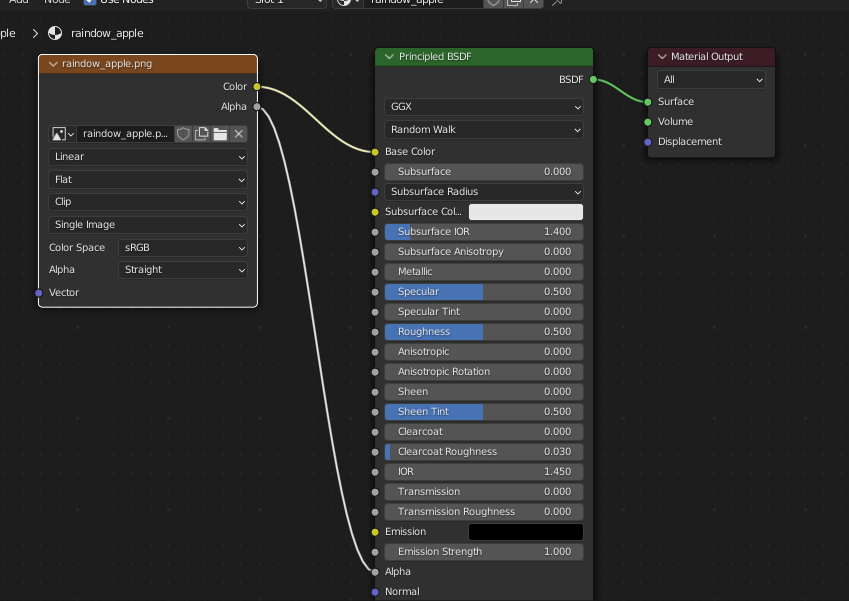 Add Node Use Nodes Slot 1 raindow_apple
ple > raindow_apple
raindow_apple.png
Color
Alpha
raindow_apple.p...
Linear
Flat
Clip
Single Image
Color Space sRGB
Alpha Straight
Vector
Principled BSDF
BSDF
GGX
Random Walk
Base Color
Subsurface 0.000
Subsurface Radius
Subsurface Col...
Subsurface IOR 1.400
Subsurface Anisotropy 0.000
Metallic 0.000
Specular 0.500
Specular Tint 0.000
Roughness 0.500
Anisotropic 0.000
Anisotropic Rotation 0.000
Sheen 0.000
Sheen Tint 0.500
Clearcoat 0.000
Clearcoat Roughness 0.030
IOR 1.450
Transmission 0.000
Transmission Roughness 0.000
Emission
Emission Strength 1.000
Alpha
Normal
Material Output
All
Surface
Volume
Displacement